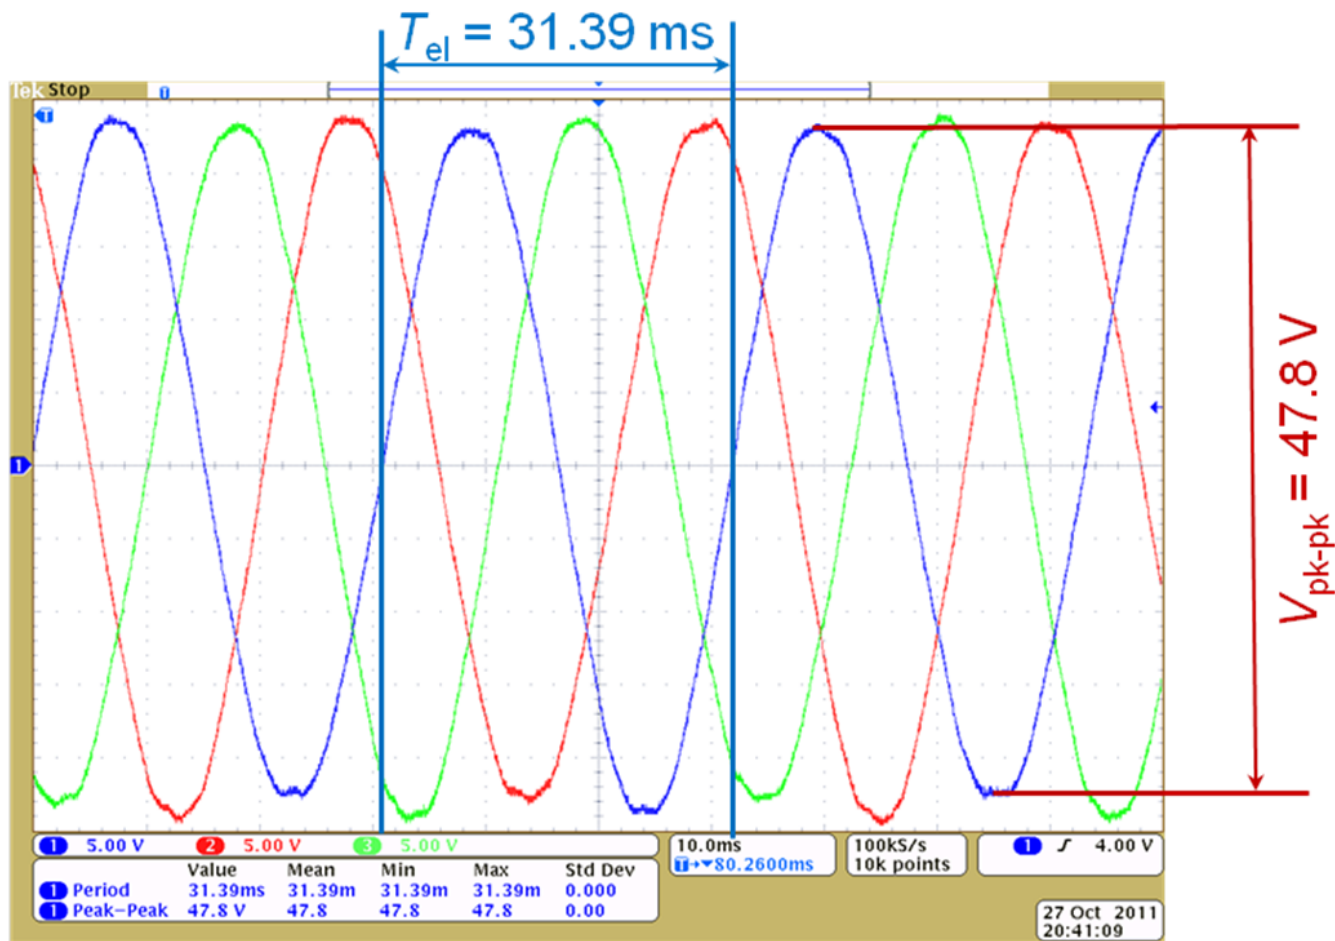 Tel = 31.39 ms
Tek Stop
T
T
1
Vpk-pk = 47.8 V
1 5.00 V 2 5.00 V 3 5.00 V
10.0ms
T→▼80.2600ms
100kS/s
10k points
1 ƒ 4.00 V
Value Mean Min Max Std Dev
1 Period 31.39ms 31.39m 31.39m 31.39m 0.000
1 Peak-Peak 47.8 V 47.8 47.8 47.8 0.00
27 Oct 2011
20:41:09